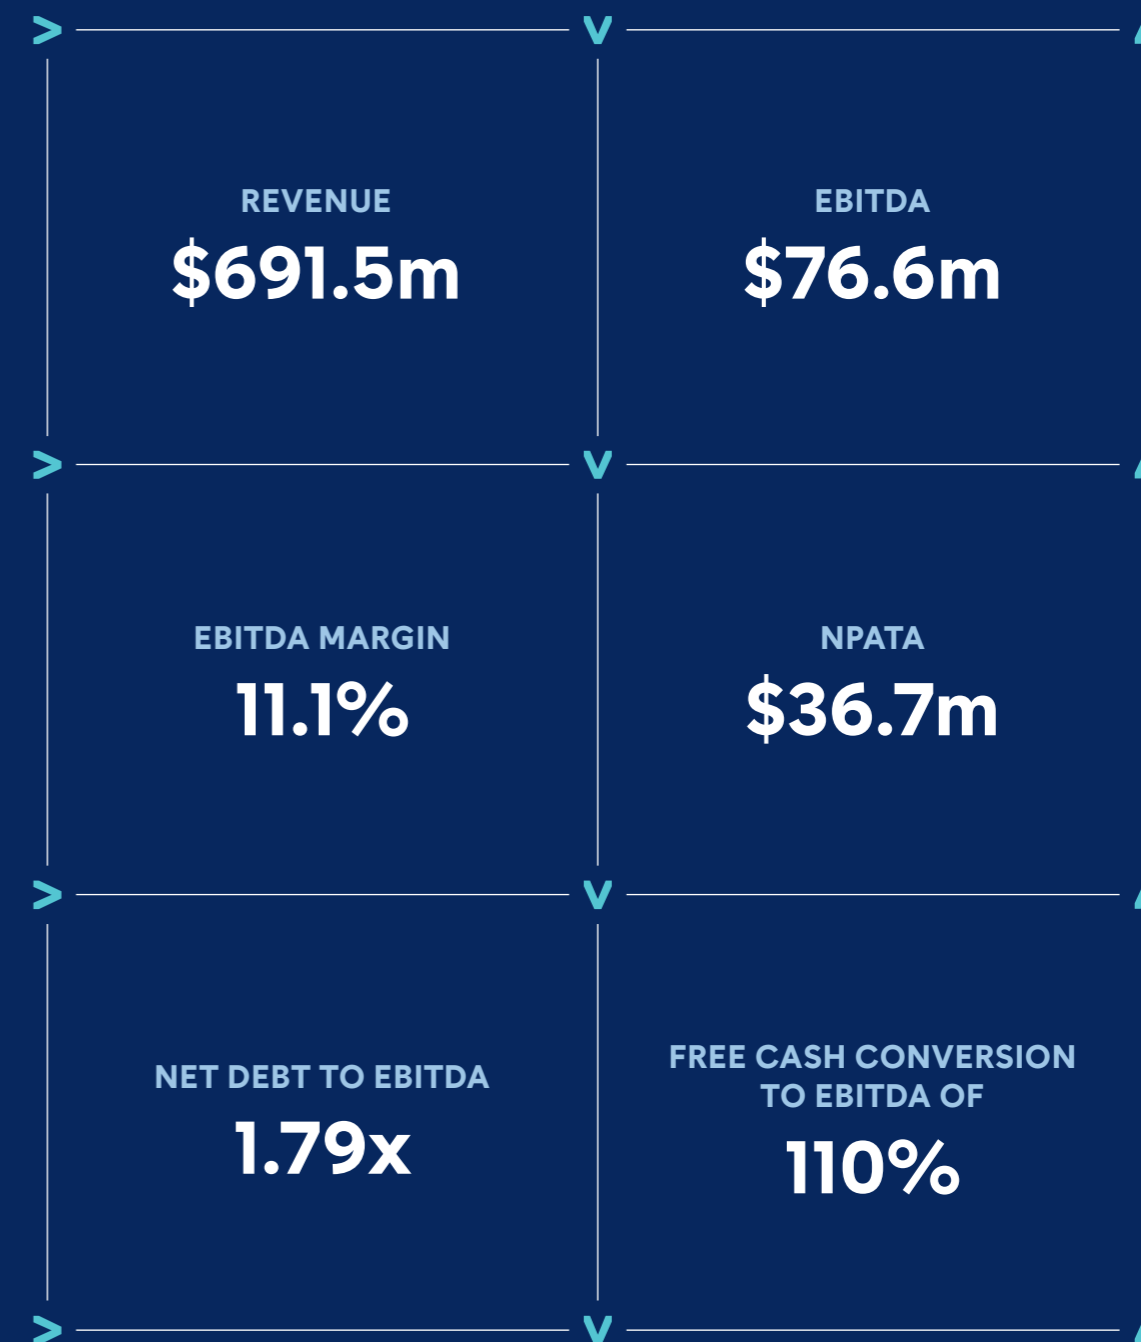 REVENUE
$691.5m
EBITDA
$76.6m
EBITDA MARGIN
11.1%
NPATA
$36.7m
NET DEBT TO EBITDA
1.79x
FREE CASH CONVERSION
TO EBITDA OF
110%